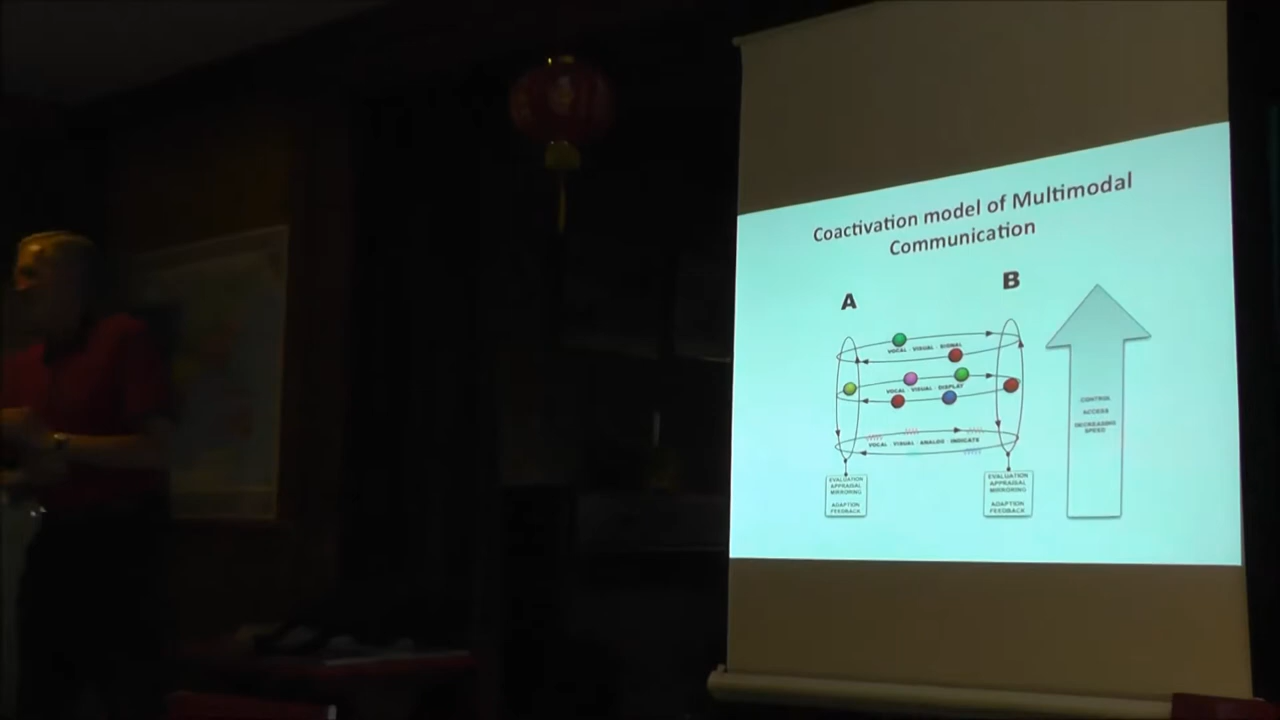 Coactivation model of Multimodal
Communication
A
B
VOCAL - VISUAL - SIGNAL
VOCAL - VISUAL - DISPLAY
VOCAL - VISUAL - ANALOG - INDICATE
EVALUATION
APPRAISAL
MIRRORING
ADAPTION
FEEDBACK
EVALUATION
APPRAISAL
MIRRORING
ADAPTION
FEEDBACK
CONTROL
ACCESS
DECREASING
SPEED